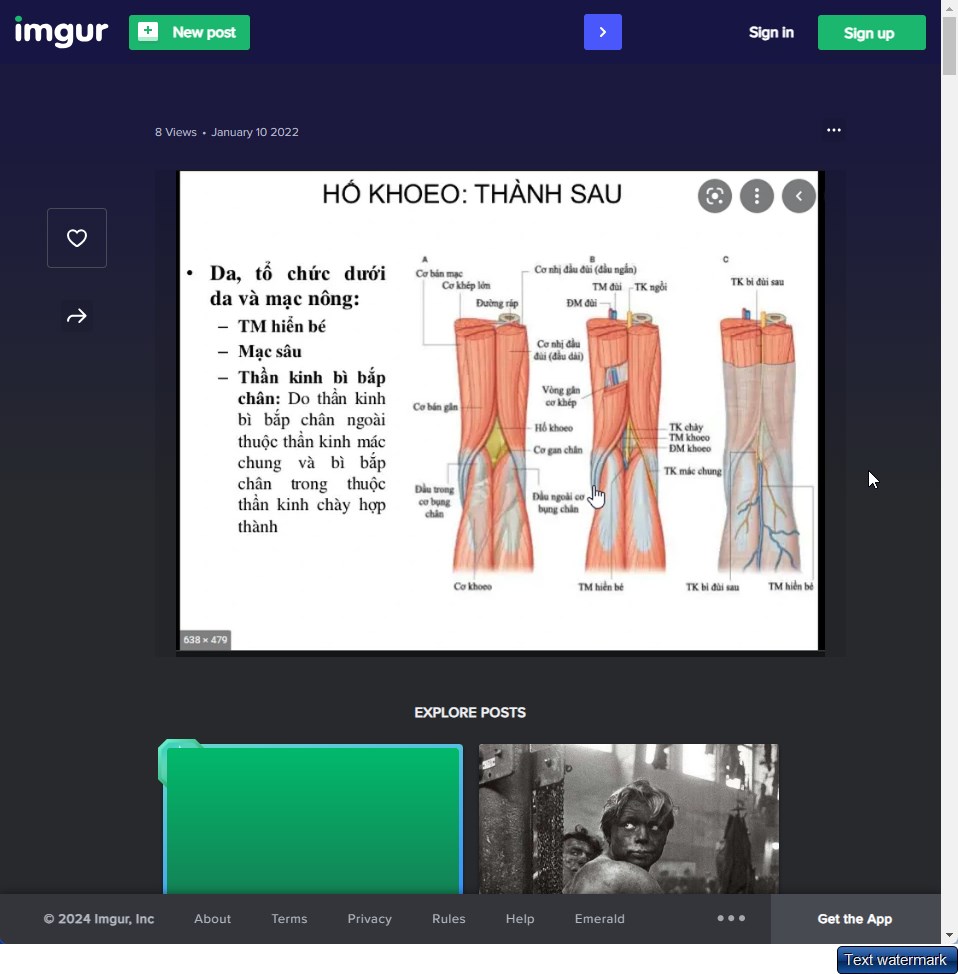 imgur
New post
Sign in
Sign up
8 Views • January 10 2022
HỐ KHOEO: THÀNH SAU
• Da, tổ chức dưới
da và mạc nông:
– TM hiển bé
– Mạc sâu
– Thần kinh bì bắp
chân: Do thần kinh
bì bắp chân ngoài
thuộc thần kinh mác
chung và bì bắp
chân trong thuộc
thần kinh chày hợp
thành
A
B
C
Cơ bán mạc
Cơ khép lớn
Đường ráp
Cơ nhị đầu đùi (đầu ngắn)
TM đùi
TK ngồi
ĐM đùi
TK bì đùi sau
Cơ nhị đầu
đùi (đầu dài)
Vòng gân
cơ khép
Cơ bán gân
Hố khoeo
Cơ gan chân
TK chày
TM khoeo
ĐM khoeo
TK mác chung
Đầu trong
cơ bụng
chân
Đầu ngoài cơ
bụng chân
Cơ khoeo
TM hiển bé
TK bì đùi sau
TM hiển bé
638 × 479
EXPLORE POSTS
© 2024 Imgur, Inc
About
Terms
Privacy
Rules
Help
Emerald
Get the App
Text watermark